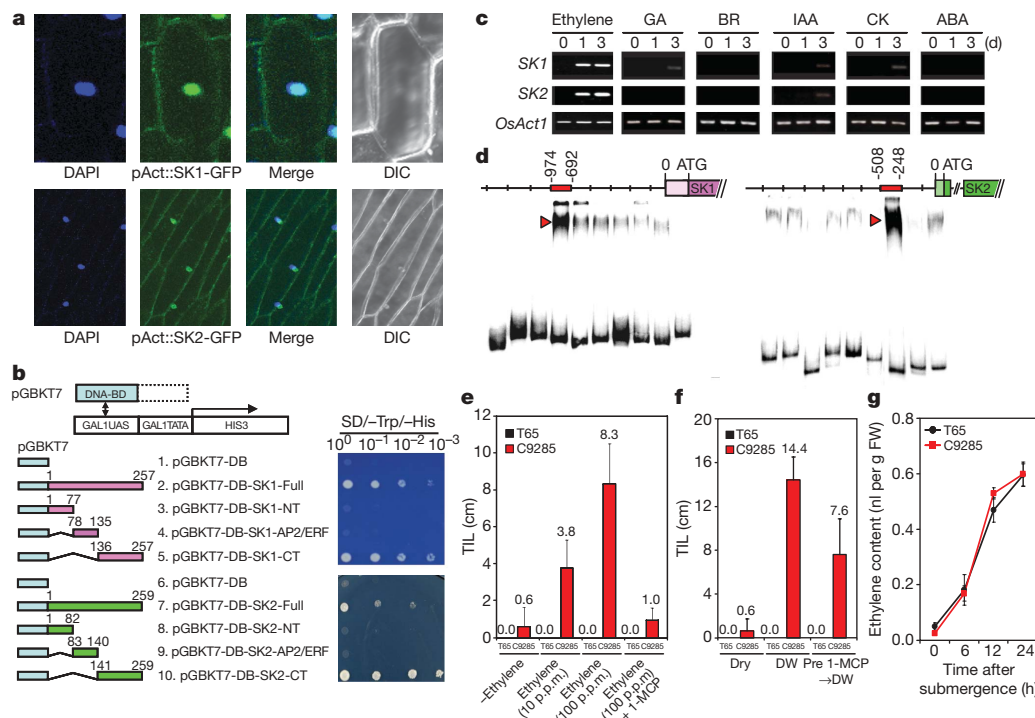 a
DAPI pAct::SK1-GFP Merge DIC
DAPI pAct::SK2-GFP Merge DIC
b
pGBKT7
DNA-BD
GAL1UAS GAL1TATA HIS3
pGBKT7
SD/–Trp/–His
10⁰ 10⁻¹ 10⁻² 10⁻³
1. pGBKT7-DB
1 257
2. pGBKT7-DB-SK1-Full
1 77
3. pGBKT7-DB-SK1-NT
78 135
4. pGBKT7-DB-SK1-AP2/ERF
136 257
5. pGBKT7-DB-SK1-CT
6. pGBKT7-DB
1 259
7. pGBKT7-DB-SK2-Full
1 82
8. pGBKT7-DB-SK2-NT
83 140
9. pGBKT7-DB-SK2-AP2/ERF
141 259
10. pGBKT7-DB-SK2-CT
c
Ethylene GA BR IAA CK ABA
0 1 3 0 1 3 0 1 3 0 1 3 0 1 3 0 1 3 (d)
SK1
SK2
OsAct1
d
–974 –692 0 ATG
SK1
–508 –248 0 ATG
SK2
e
TIL (cm)
12
10
8
6
4
2
0
T65
C9285
0.0 0.6 0.0 3.8 0.0 8.3 0.0 1.0
T65 C9285 T65 C9285 T65 C9285 T65 C9285
–Ethylene
Ethylene
(10 p.p.m.)
Ethylene
(100 p.p.m.)
Ethylene
(100 p.p.m)
+ 1-MCP
f
TIL (cm)
20
16
12
8
4
0
T65
C9285
0.0 0.6 0.0 14.4 0.0 7.6
T65 C9285 T65 C9285 T65 C9285
Dry DW Pre 1-MCP
→DW
g
Ethylene content (nl per g FW)
0.8
0.6
0.4
0.2
0.0
T65
C9285
0 6 12 24
Time after
submergence (h)